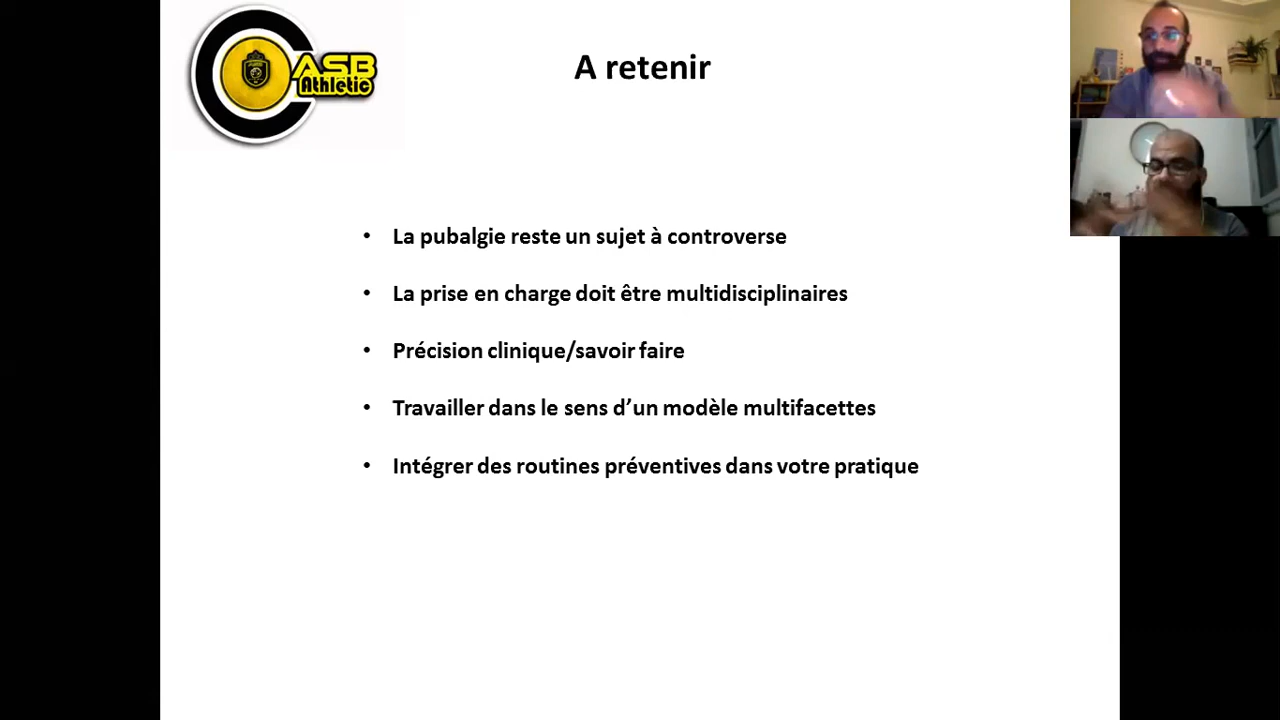 ASB
Athletic
A retenir
• La pubalgie reste un sujet à controverse
• La prise en charge doit être multidisciplinaires
• Précision clinique/savoir faire
• Travailler dans le sens d’un modèle multifacettes
• Intégrer des routines préventives dans votre pratique